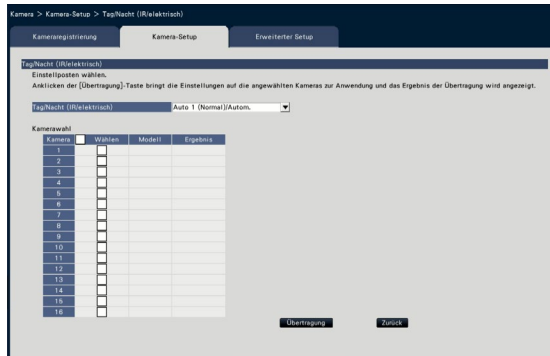 Kamera > Kamera-Setup > Tag/Nacht (IR/elektrisch)
Kameraregistrierung Kamera-Setup Erweiterter Setup
Tag/Nacht (IR/elektrisch)
Einstellposten wählen.
Anklicken der [Übertragung]-Taste bringt die Einstellungen auf die angewählten Kameras zur Anwendung und das Ergebnis der Übertragung wird angezeigt.
Tag/Nacht (IR/elektrisch) Auto 1 (Normal)/Autom.
Kamerawahl
Kamera Wählen Modell Ergebnis
1
2
3
4
5
6
7
8
9
10
11
12
13
14
15
16
Übertragung Zurück